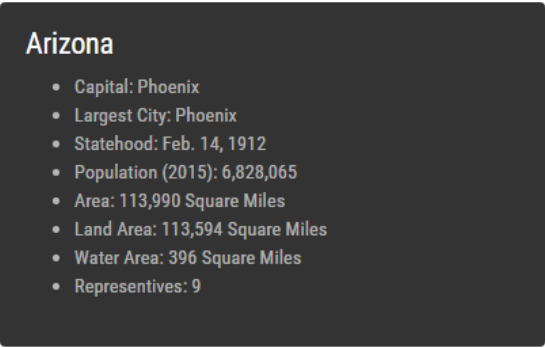 Arizona
Capital: Phoenix
Largest City: Phoenix
Statehood: Feb. 14, 1912
Population (2015): 6,828,065
Area: 113,990 Square Miles
Land Area: 113,594 Square Miles
Water Area: 396 Square Miles
Representives: 9